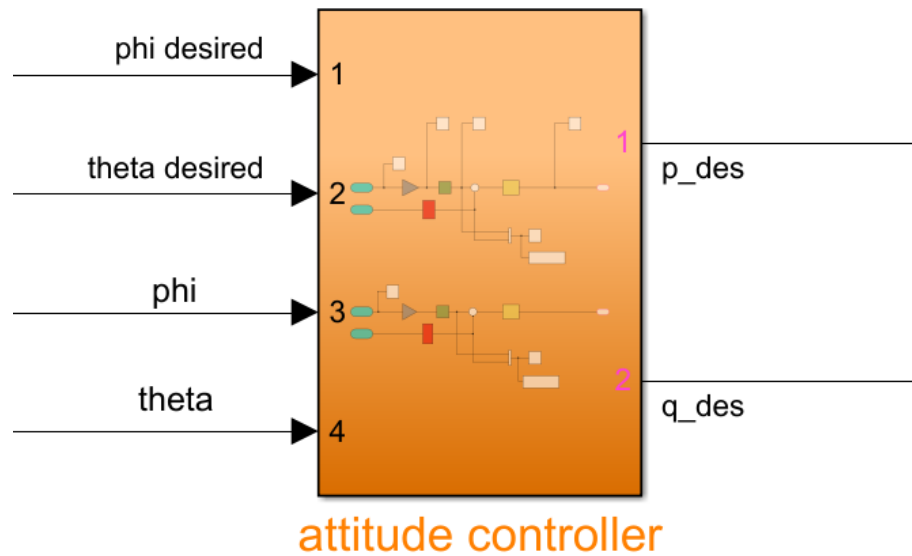 phi desired
1
theta desired
2
phi
3
theta
4
1
p_des
2
q_des
attitude controller